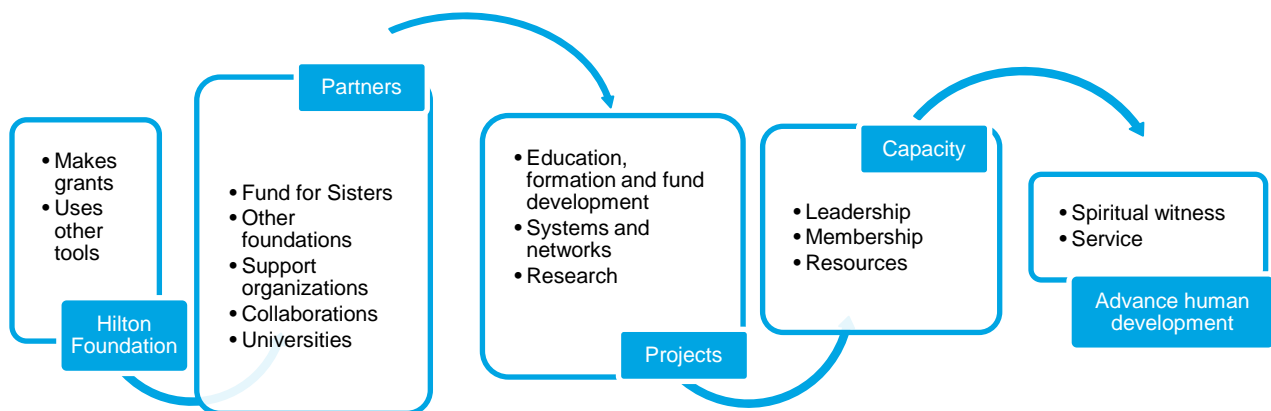 • Makes
grants
• Uses
other
tools
Hilton
Foundation
Partners
• Fund for Sisters
• Other
foundations
• Support
organizations
• Collaborations
• Universities
• Education,
formation and fund
development
• Systems and
networks
• Research
Projects
Capacity
• Leadership
• Membership
• Resources
• Spiritual witness
• Service
Advance human
development